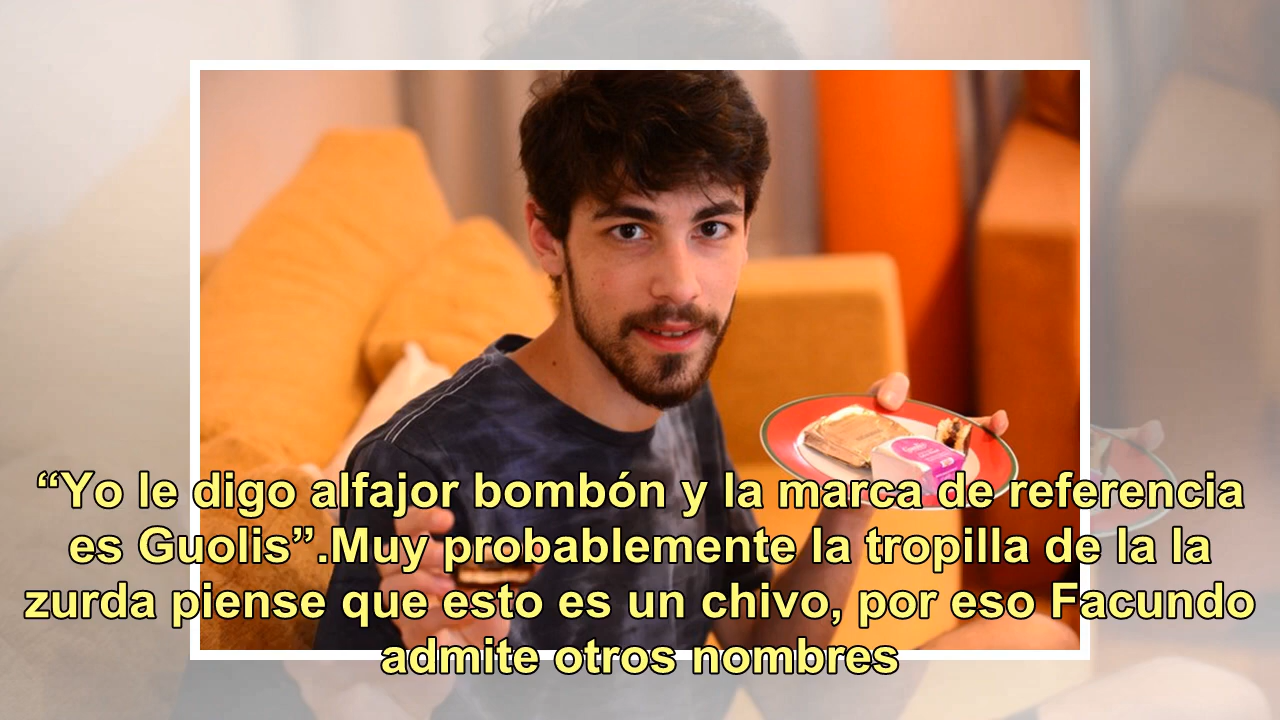 “Yo le digo alfajor bombón y la marca de referencia
es Guolis”.Muy probablemente la tropilla de la la
zurda piense que esto es un chivo, por eso Facundo
admite otros nombres